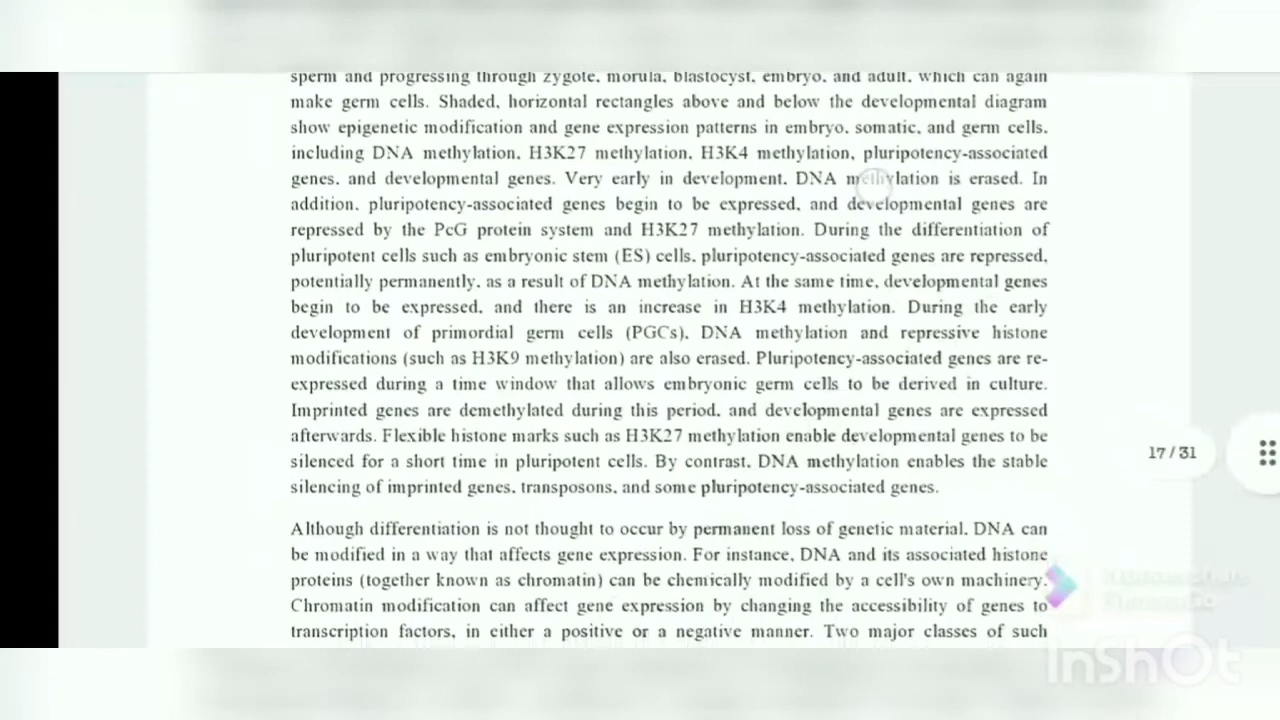 sperm and progressing through zygote, morula, blastocyst, embryo, and adult, which can again
make germ cells. Shaded, horizontal rectangles above and below the developmental diagram
show epigenetic modification and gene expression patterns in embryo, somatic, and germ cells,
including DNA methylation, H3K27 methylation, H3K4 methylation, pluripotency-associated
genes, and developmental genes. Very early in development, DNA methylation is erased. In
addition, pluripotency-associated genes begin to be expressed, and developmental genes are
repressed by the PcG protein system and H3K27 methylation. During the differentiation of
pluripotent cells such as embryonic stem (ES) cells, pluripotency-associated genes are repressed,
potentially permanently, as a result of DNA methylation. At the same time, developmental genes
begin to be expressed, and there is an increase in H3K4 methylation. During the early
development of primordial germ cells (PGCs), DNA methylation and repressive histone
modifications (such as H3K9 methylation) are also erased. Pluripotency-associated genes are re-
expressed during a time window that allows embryonic germ cells to be derived in culture.
Imprinted genes are demethylated during this period, and developmental genes are expressed
afterwards. Flexible histone marks such as H3K27 methylation enable developmental genes to be
silenced for a short time in pluripotent cells. By contrast, DNA methylation enables the stable
silencing of imprinted genes, transposons, and some pluripotency-associated genes.
17 / 31
Although differentiation is not thought to occur by permanent loss of genetic material, DNA can
be modified in a way that affects gene expression. For instance, DNA and its associated histone
proteins (together known as chromatin) can be chemically modified by a cell's own machinery.
Chromatin modification can affect gene expression by changing the accessibility of genes to
transcription factors, in either a positive or a negative manner. Two major classes of such
InShOt